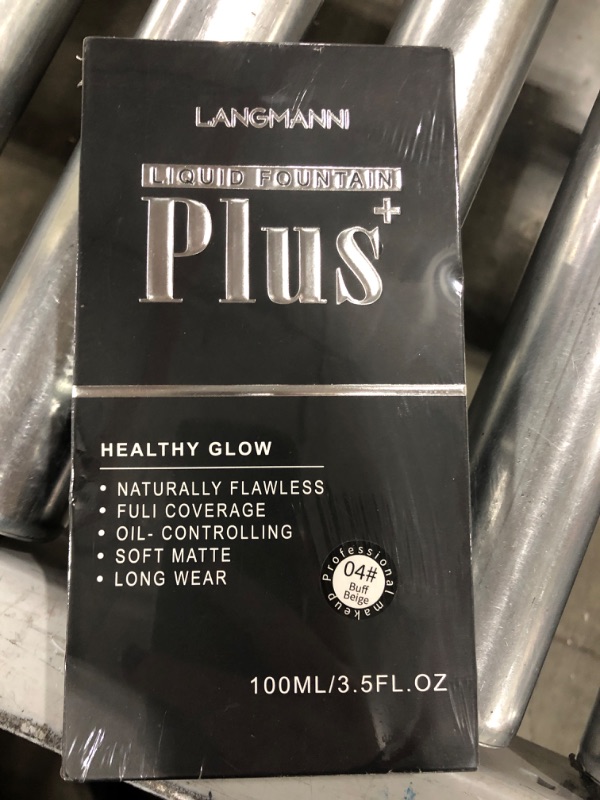 LANGMANNI
LIQUID FOUNTAIN
Plus+
HEALTHY GLOW
• NATURALLY FLAWLESS
• FULI COVERAGE
• OIL- CONTROLLING
• SOFT MATTE
• LONG WEAR
Professional makeup
04#
Buff
Beige
100ML/3.5FL.OZ